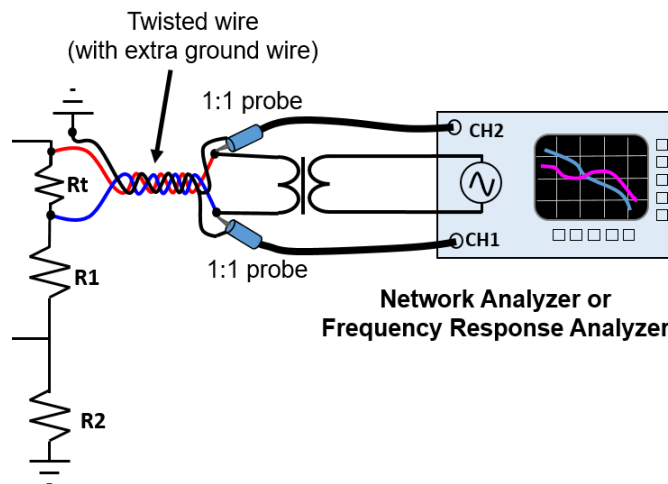 Twisted wire
(with extra ground wire)
1:1 probe
CH2
Rt
CH1
1:1 probe
R1
Network Analyzer or
Frequency Response Analyzer
R2